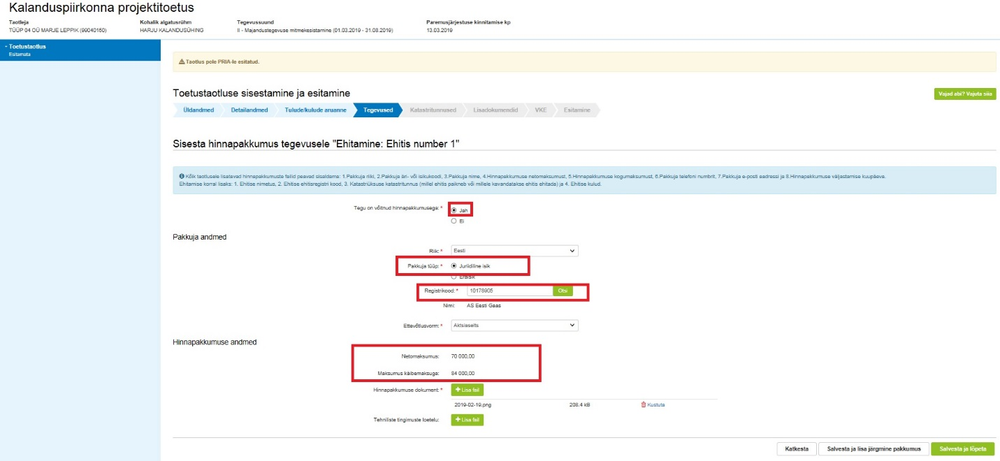 Kalanduspiirkonna projektitoetus
Taotleja Kohalik algatusrühm Tegevussuund Paremusjärjestuse kinnitamise kp
TÜÜP 04 OÜ MARJE LEPPIK (99040150) HARJU KALANDUSÜHING II - Majandustegevuse mitmekesistamine (01.03.2019 - 31.08.2019) 13.03.2019
- Toetustaotlus
Esitamata
Taotlus pole PRIA-le esitatud.
Toetustaotluse sisestamine ja esitamine
Vajad abi? Vajuta siia
Üldandmed Detailandmed Tulude/kulude aruanne Tegevused Katastritunnused Lisadokumendid VKE Esitamine
Sisesta hinnapakkumus tegevusele "Ehitamine: Ehitis number 1"
Kõik taotlusele lisatavad hinnapakkumuste failid peavad sisaldama: 1.Pakkuja riiki, 2.Pakkuja äri- või isikukoodi, 3.Pakkuja nime, 4.Hinnapakkumuse netomaksumust, 5.Hinnapakkumuse kogumaksumust, 6.Pakkuja telefoni numbrit, 7.Pakkuja e-posti aadressi ja 8.Hinnapakkumuse väljastamise kuupäeva.
Ehitamise korral lisaks: 1. Ehitise nimetus, 2. Ehitise ehitisregistri kood, 3. Katastriüksuse katastritunnus (millel ehitis paikneb või millele kavandatakse ehitis ehitada) ja 4. Ehitise kulud.
Tegu on võitnud hinnapakkumusega: * Jah
Ei
Pakkuja andmed
Riik: * Eesti
Pakkuja tüüp: * Juriidiline isik
Eraisik
Registrikood: * 10178905 Otsi
Nimi: AS Eesti Gaas
Ettevõtlusvorm: * Aktsiaselts
Hinnapakkumuse andmed
Netomaksumus: 70 000,00
Maksumus käibemaksuga: 84 000,00
Hinnapakkumuse dokument: * + Lisa fail
2019-02-19.png 208.4 kB Kustuta
Tehniliste tingimuste loetelu: + Lisa fail
Katkesta Salvesta ja lisa järgmine pakkumus Salvesta ja lõpeta